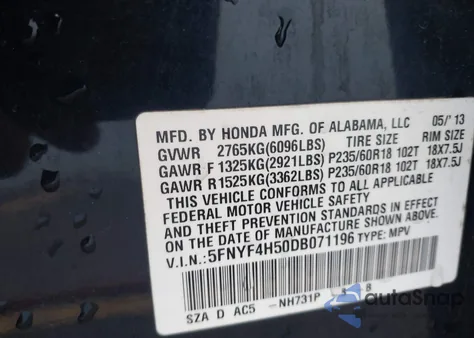 MFD. BY HONDA MFG. OF ALABAMA, LLC 05/'13
GVWR 2765KG(6096LBS) TIRE SIZE RIM SIZE
GAWR F 1325KG(2921LBS) P235/60R18 102T 18X7.5J
GAWR R 1525KG(3362LBS) P235/60R18 102T 18X7.5J
THIS VEHICLE CONFORMS TO ALL APPLICABLE
FEDERAL MOTOR VEHICLE SAFETY
AND THEFT PREVENTION STANDARDS IN EFFECT
ON THE DATE OF MANUFACTURE SHOWN ABOVE.
V.I.N.:5FNYF4H50DB071196 TYPE: MPV
SZA D AC5 -NH731P 8
autoSnap